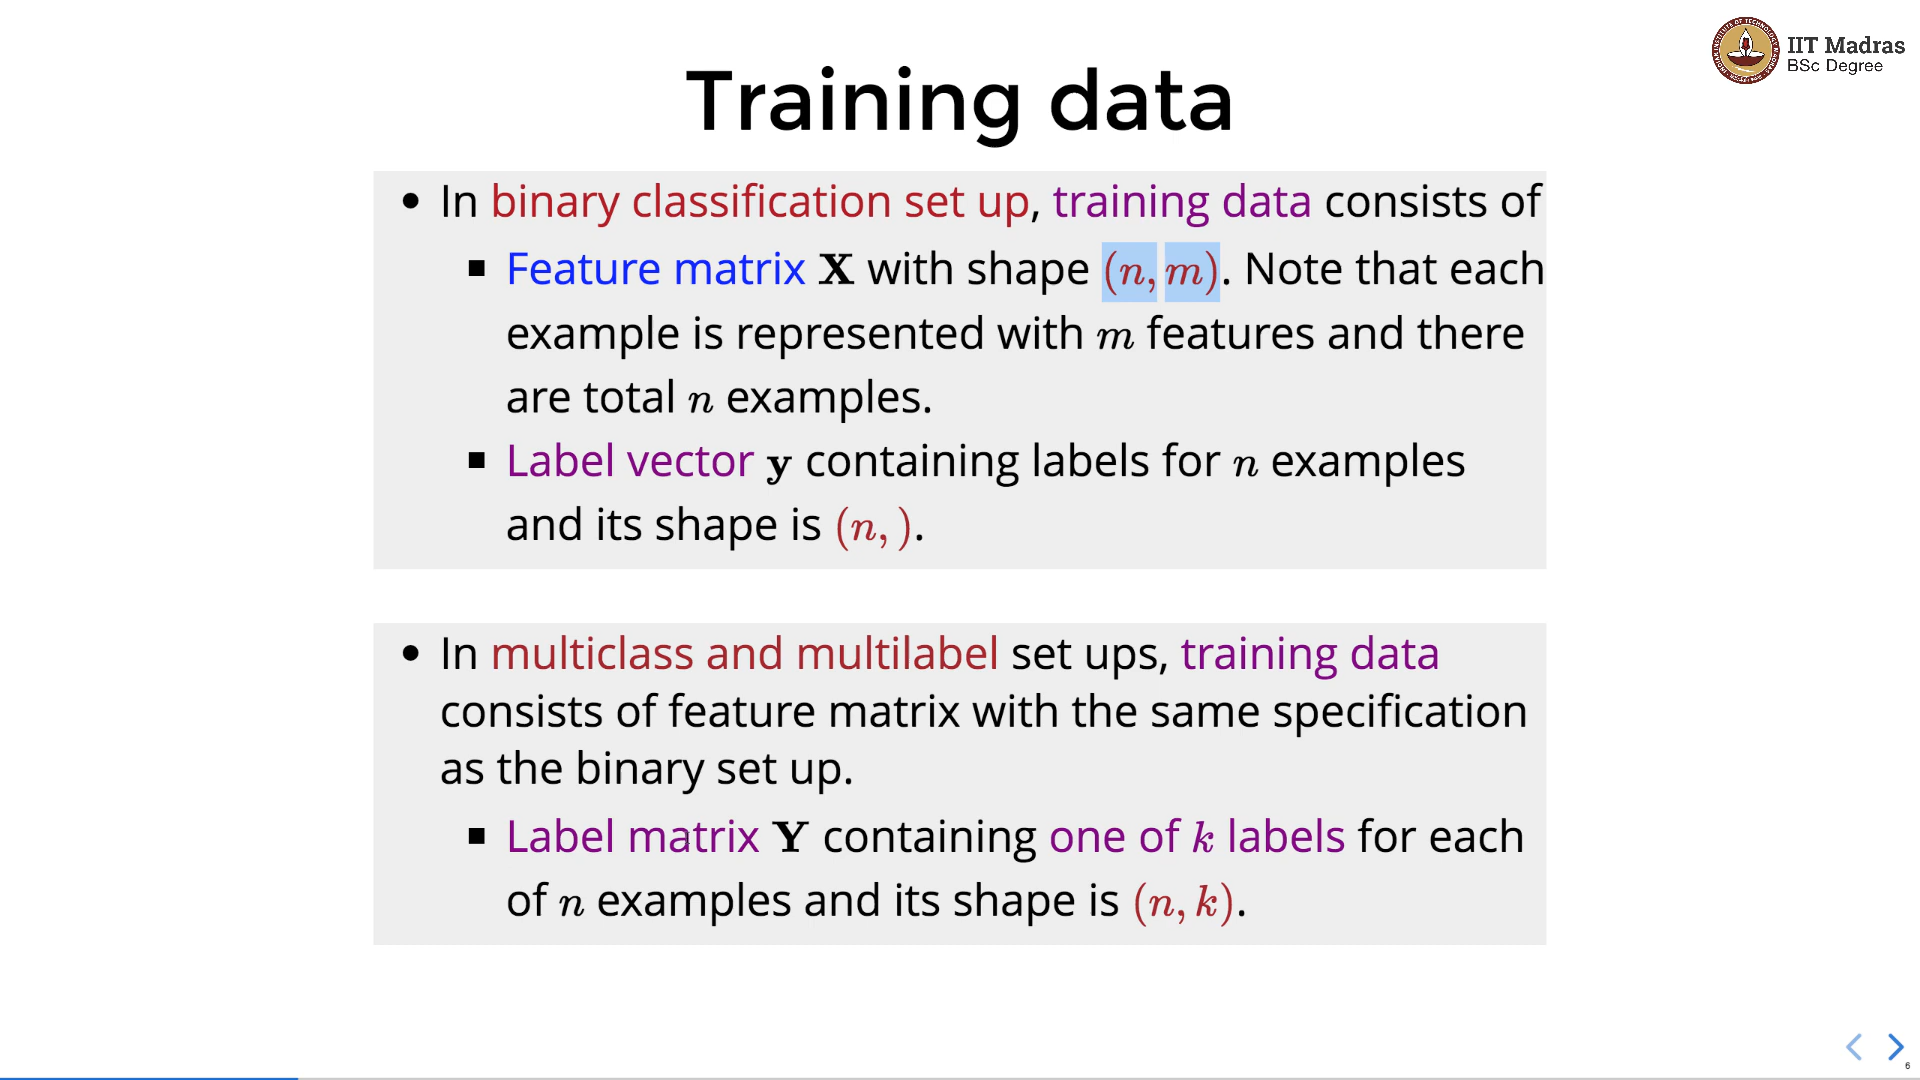 IIT Madras
BSc Degree
Training data
• In binary classification set up, training data consists of
▪ Feature matrix X with shape (n, m). Note that each
example is represented with m features and there
are total n examples.
▪ Label vector y containing labels for n examples
and its shape is (n, ).
• In multiclass and multilabel set ups, training data
consists of feature matrix with the same specification
as the binary set up.
▪ Label matrix Y containing one of k labels for each
of n examples and its shape is (n, k).
6